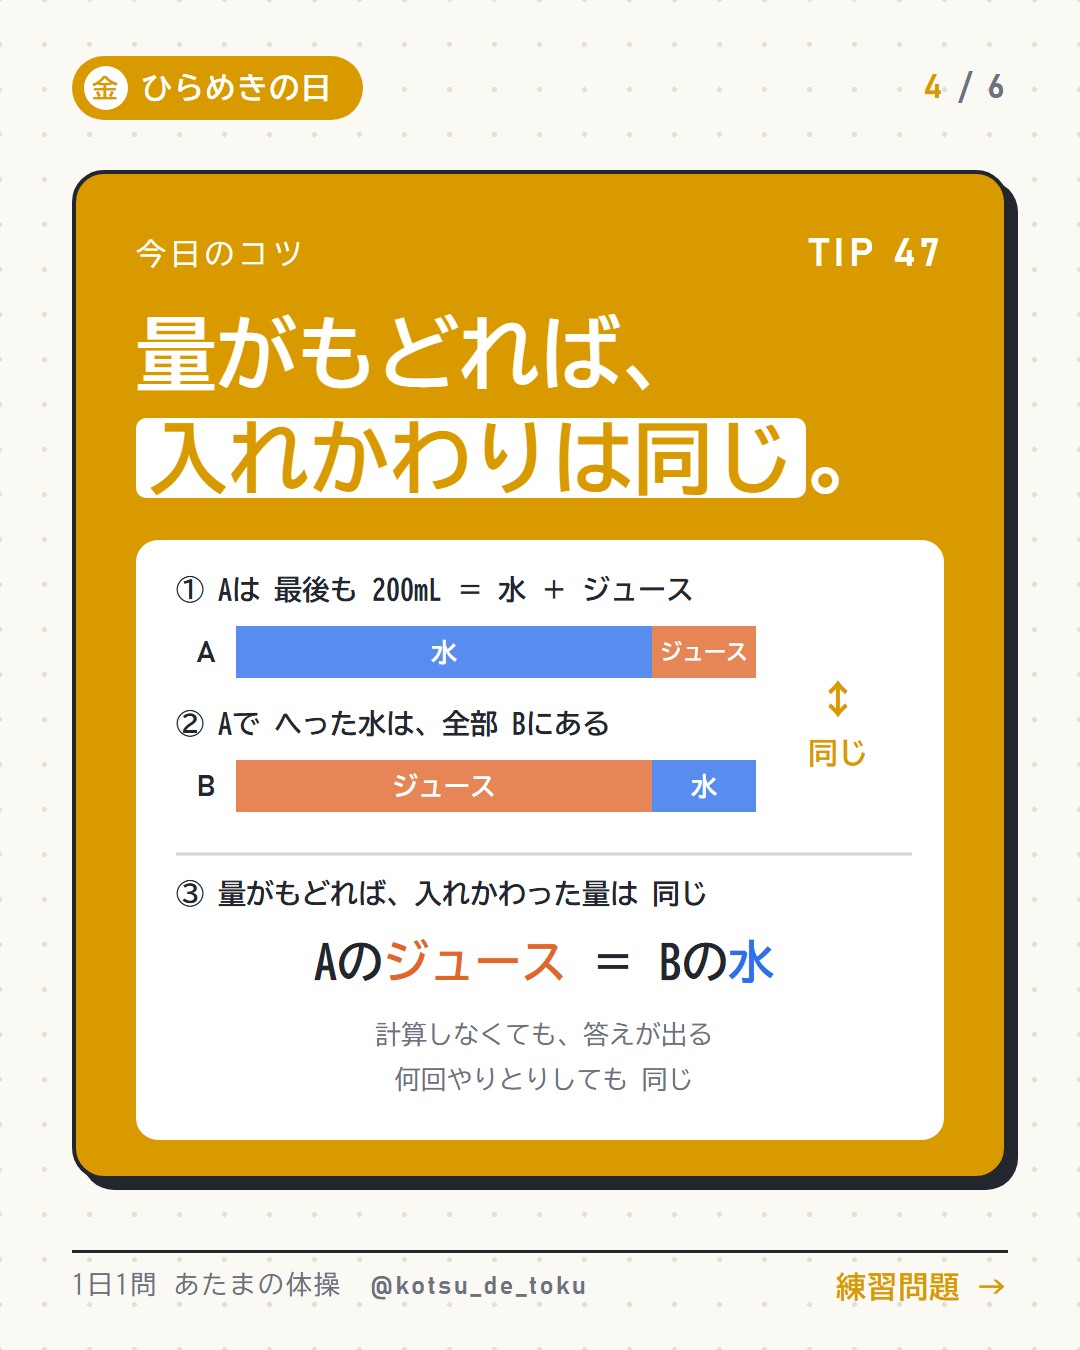 金 ひらめきの日
4 / 6
今日のコツ
TIP 47
量がもどれば、
入れかわりは同じ。
① Aは 最後も 200mL = 水 + ジュース
A 水 ジュース
↕
同じ
② Aで へった水は、全部 Bにある
B ジュース 水
③ 量がもどれば、入れかわった量は 同じ
Aのジュース = Bの水
計算しなくても、答えが出る
何回やりとりしても 同じ
1日1問 あたまの体操 @kotsu_de_toku
練習問題 →